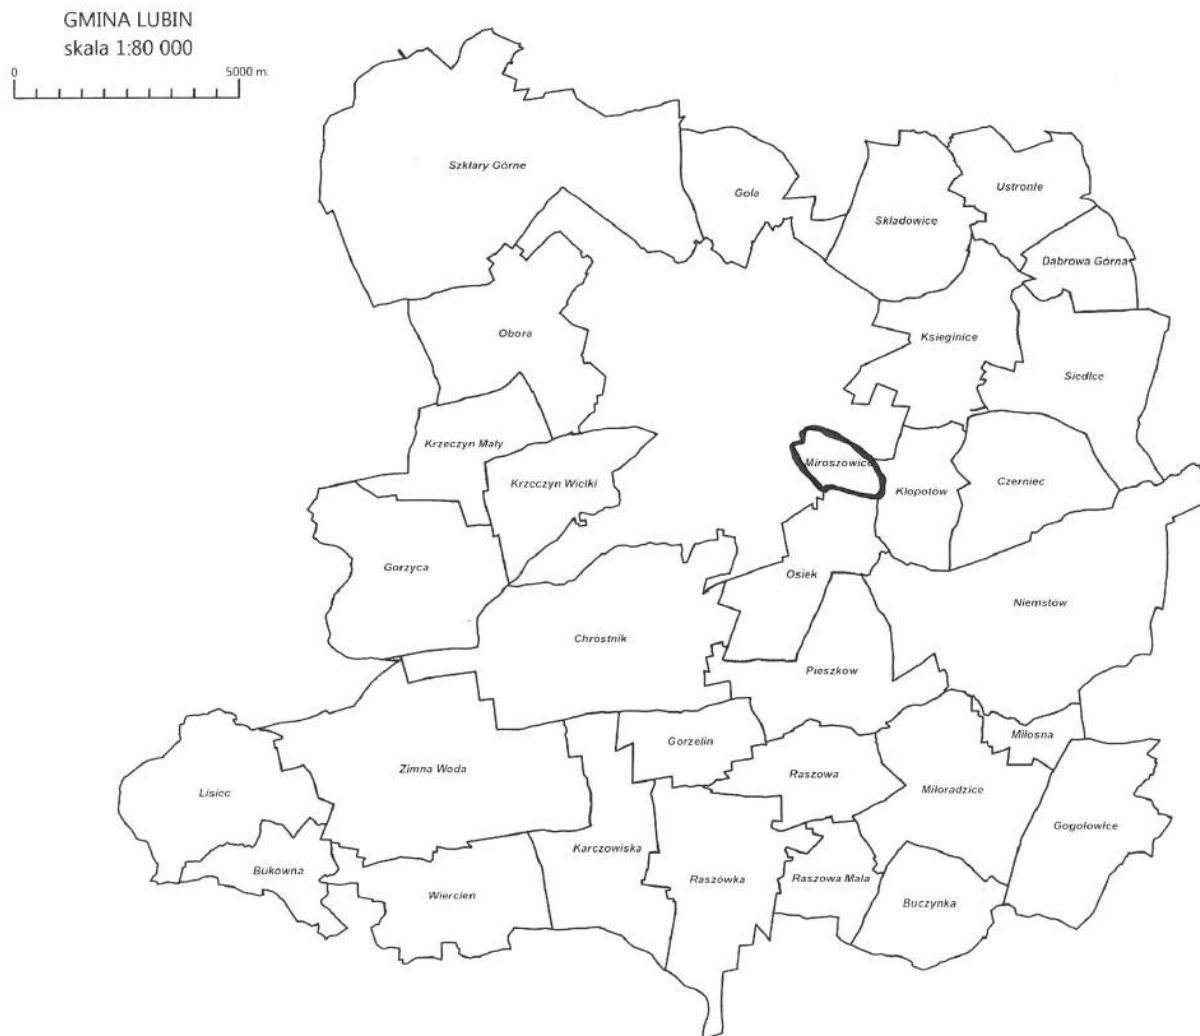 GMINA LUBIN
skala 1:80 000
0 5000 m.
Szklary Górne
Gola
Składowice
Ustronie
Dąbrowa Górna
Obora
Księginice
Siedlce
Krzeczyn Mały
Krzeczyn Wielki
Miroszowice
Kłopotów
Czerniec
Gorzyca
Osiek
Niemstów
Chróstnik
Pieszków
Gorzelin
Miłosna
Zimna Woda
Raszowa
Lisiec
Miłoradzice
Gogołowice
Karczowiska
Bukowna
Raszówka
Raszowa Mała
Wiercień
Buczynka